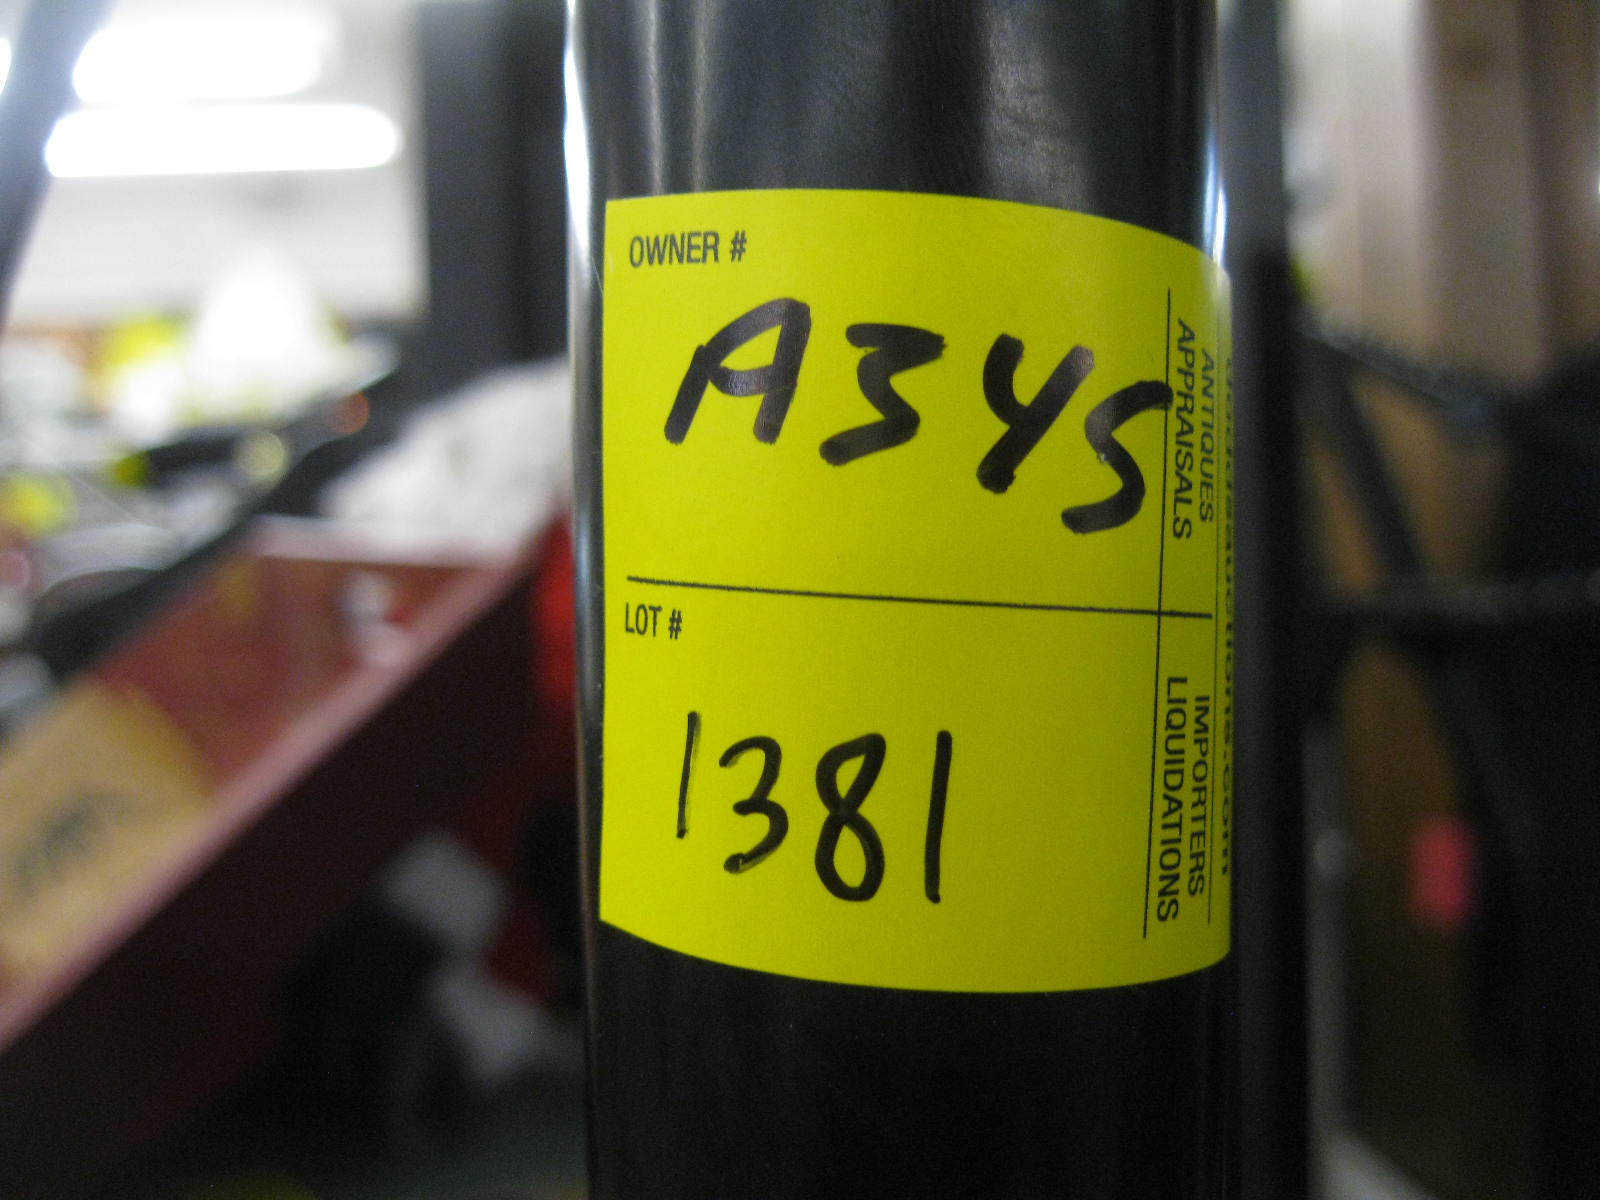 OWNER #
A345
LOT #
1381
ANTIQUES
APPRAISALS
IMPORTERS
LIQUIDATIONS